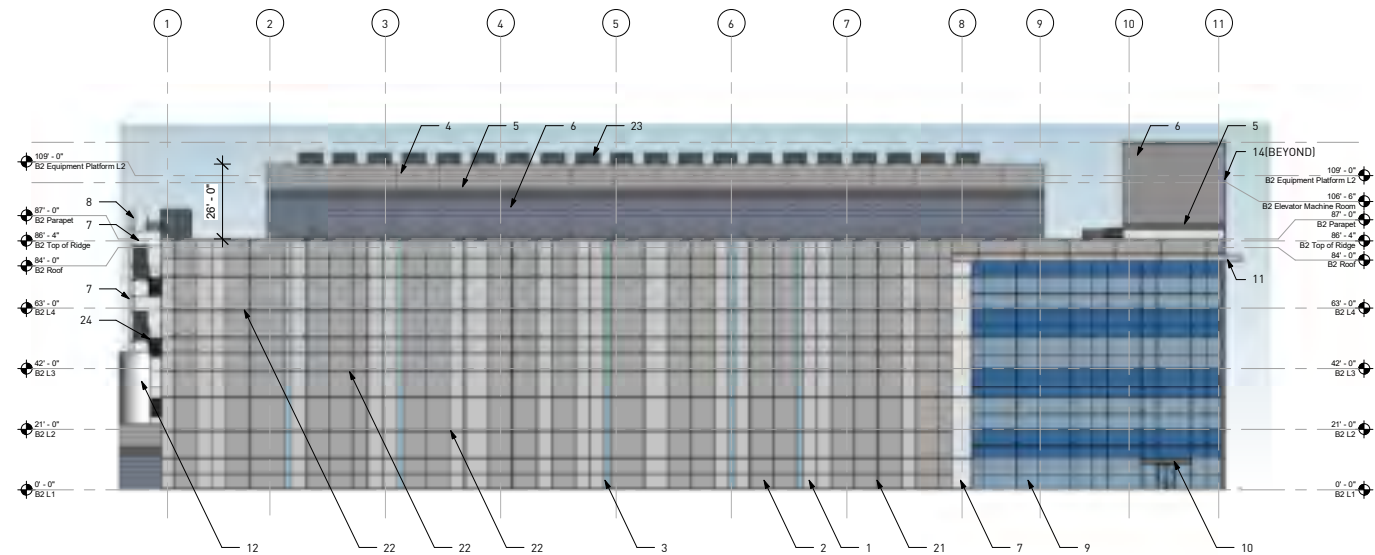 1 2 3 4 5 6 7 8 9 10 11
4 5 6 23 6 5
14(BEYOND)
109' - 0"
B2 Equipment Platform L2
26' - 0"
8
87' - 0"
B2 Parapet
7
86' - 4"
B2 Top of Ridge
84' - 0"
B2 Roof
7
63' - 0"
B2 L4
24
42' - 0"
B2 L3
21' - 0"
B2 L2
0' - 0"
B2 L1
109' - 0"
B2 Equipment Platform L2
106' - 6"
B2 Elevator Machine Room
87' - 0"
B2 Parapet
86' - 4"
B2 Top of Ridge
84' - 0"
B2 Roof
11
63' - 0"
B2 L4
42' - 0"
B2 L3
21' - 0"
B2 L2
0' - 0"
B2 L1
12 22 22 22 3 2 1 21 7 9 10